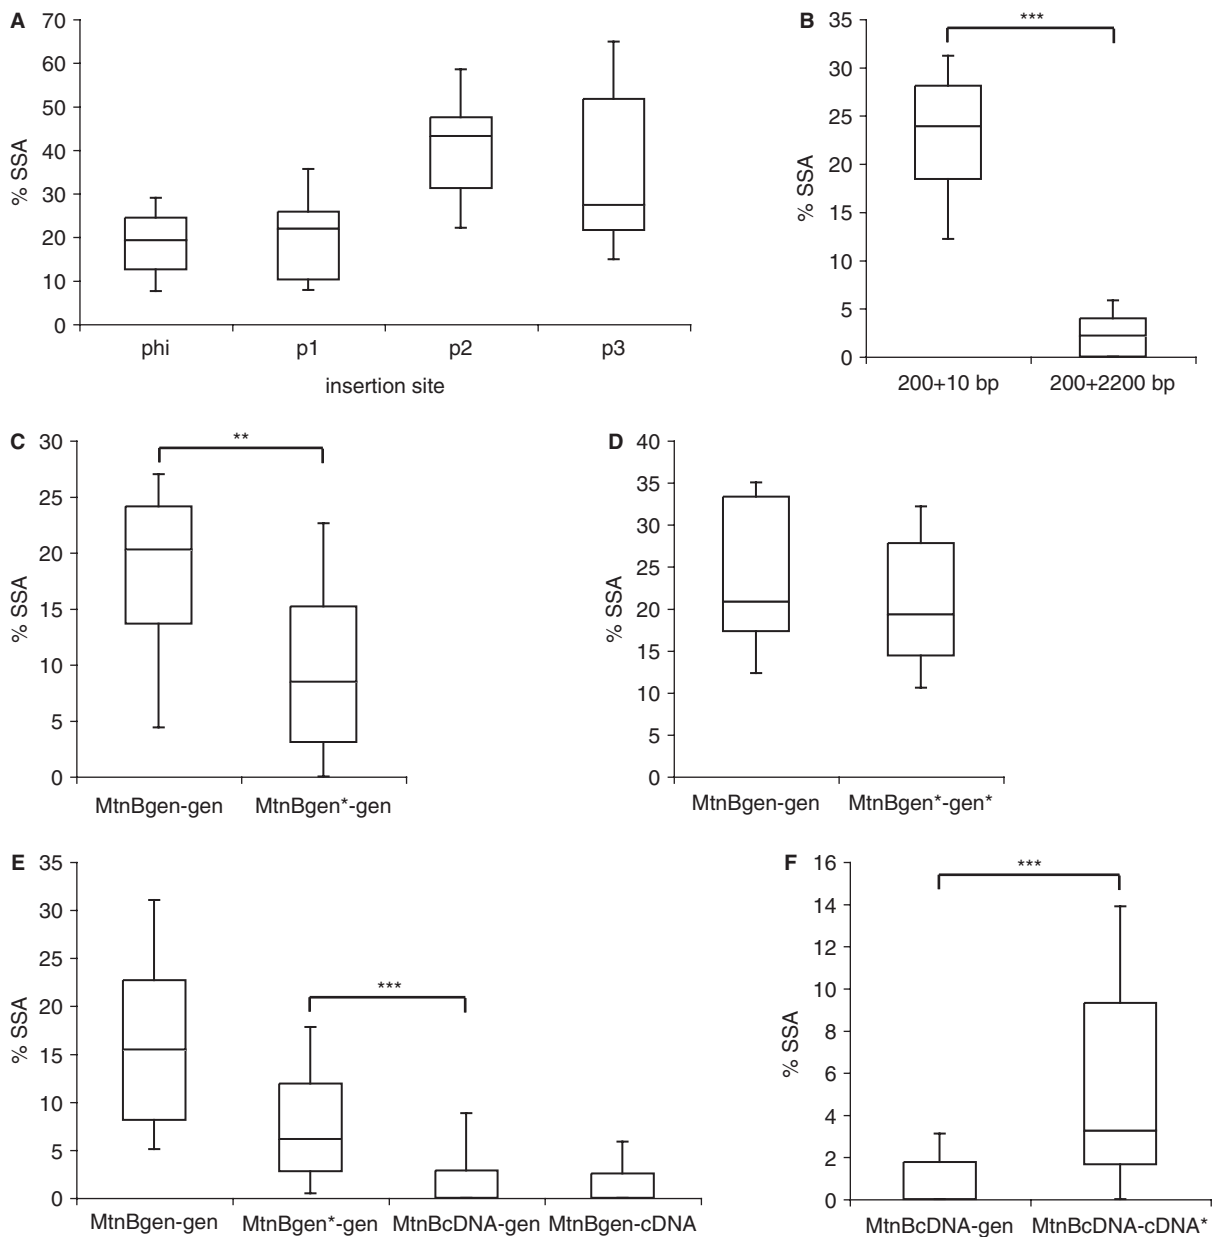 A
% SSA
70
60
50
40
30
20
10
0
phi p1 p2 p3
insertion site
B
% SSA
35
30
25
20
15
10
5
0
***
200+10 bp 200+2200 bp
C
% SSA
30
25
20
15
10
5
0
**
MtnBgen-gen MtnBgen*-gen
D
% SSA
40
35
30
25
20
15
10
5
0
MtnBgen-gen MtnBgen*-gen*
E
% SSA
35
30
25
20
15
10
5
0
***
MtnBgen-gen MtnBgen*-gen MtnBcDNA-gen MtnBgen-cDNA
F
% SSA
16
14
12
10
8
6
4
2
0
***
MtnBcDNA-gen MtnBcDNA-cDNA*